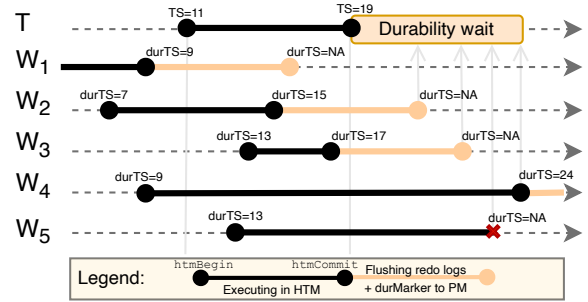 T
TS=11
TS=19
Durability wait
W1
durTS=9
durTS=NA
W2
durTS=7
durTS=15
durTS=NA
W3
durTS=13
durTS=17
durTS=NA
W4
durTS=9
durTS=24
W5
durTS=13
durTS=NA
Legend:
htmBegin
htmCommit
Executing in HTM
Flushing redo logs
+ durMarker to PM